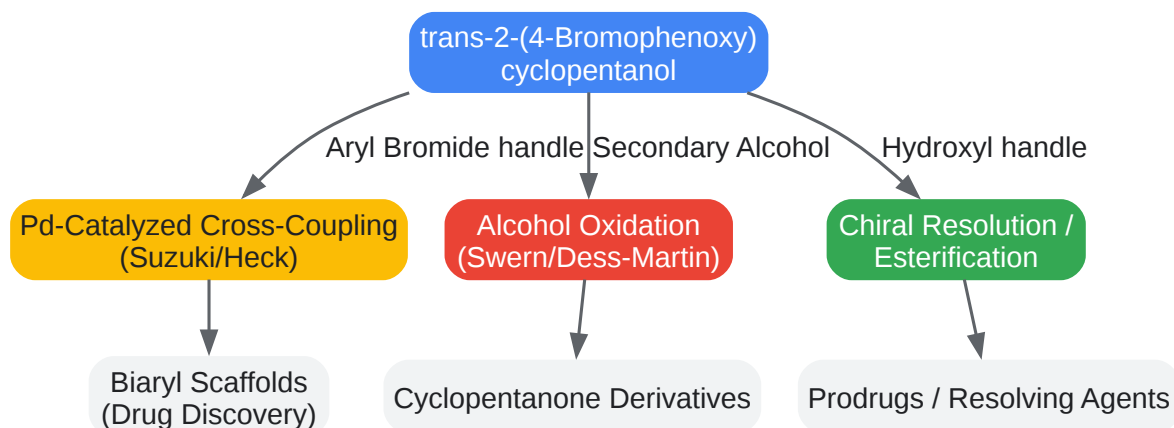 trans-2-(4-Bromophenoxy)
cyclopentanol
Aryl Bromide handle
Secondary Alcohol
Hydroxyl handle
Pd-Catalyzed Cross-Coupling
(Suzuki/Heck)
Alcohol Oxidation
(Swern/Dess-Martin)
Chiral Resolution /
Esterification
Biaryl Scaffolds
(Drug Discovery)
Cyclopentanone Derivatives
Prodrugs / Resolving Agents